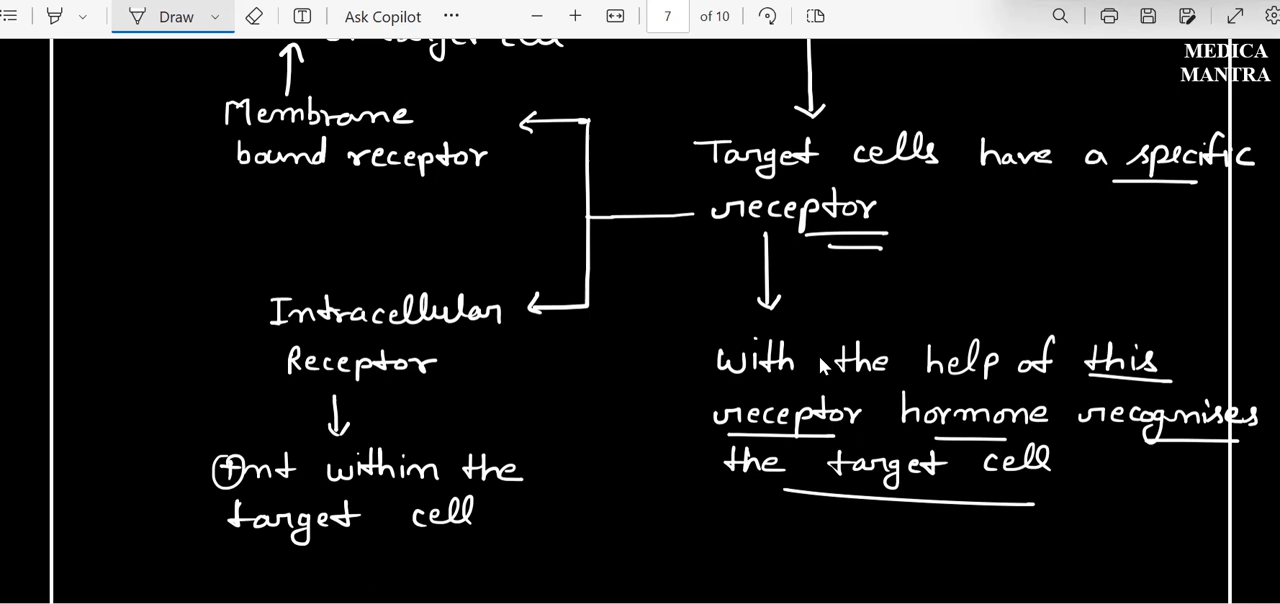 Draw
Ask Copilot
7 of 10
MEDICA
MANTRA
Membrane
bound receptor
Target cells have a specific
receptor
Intracellular
Receptor
with the help of this
receptor hormone recognises
the target cell
⊕nt within the
target cell